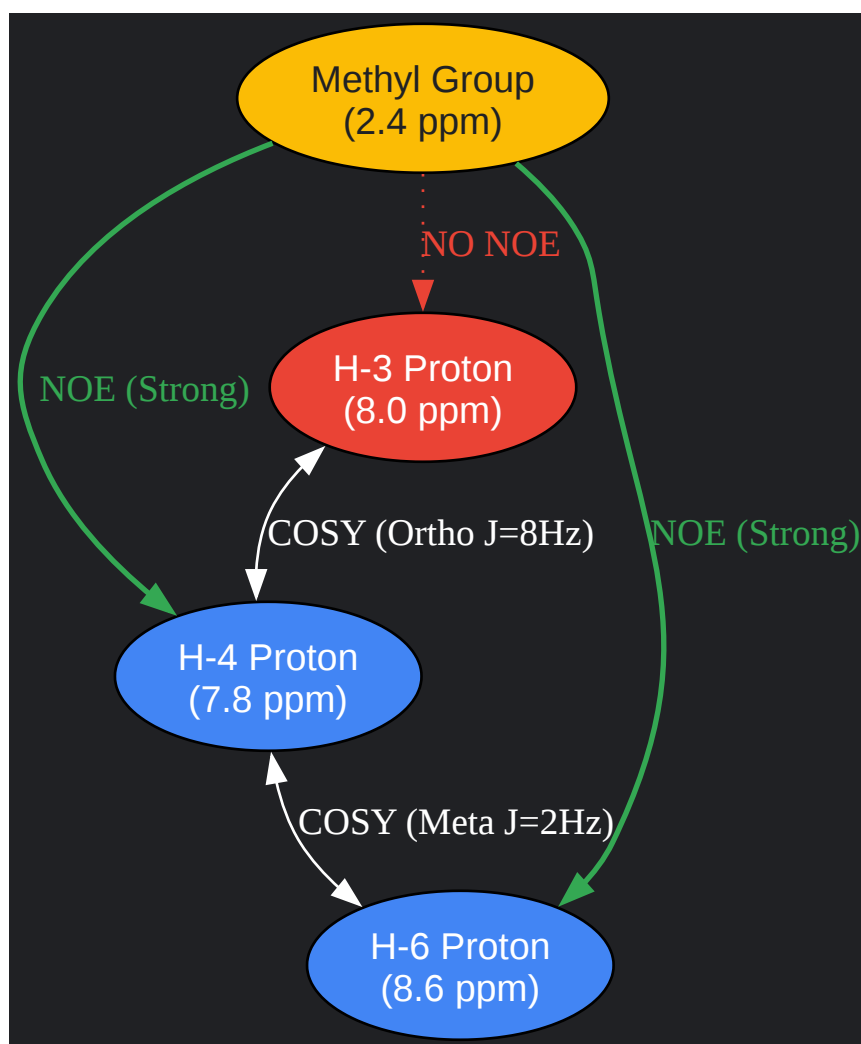 Methyl Group
(2.4 ppm)
NO NOE
H-3 Proton
(8.0 ppm)
NOE (Strong)
COSY (Ortho J=8Hz)
NOE (Strong)
H-4 Proton
(7.8 ppm)
COSY (Meta J=2Hz)
H-6 Proton
(8.6 ppm)